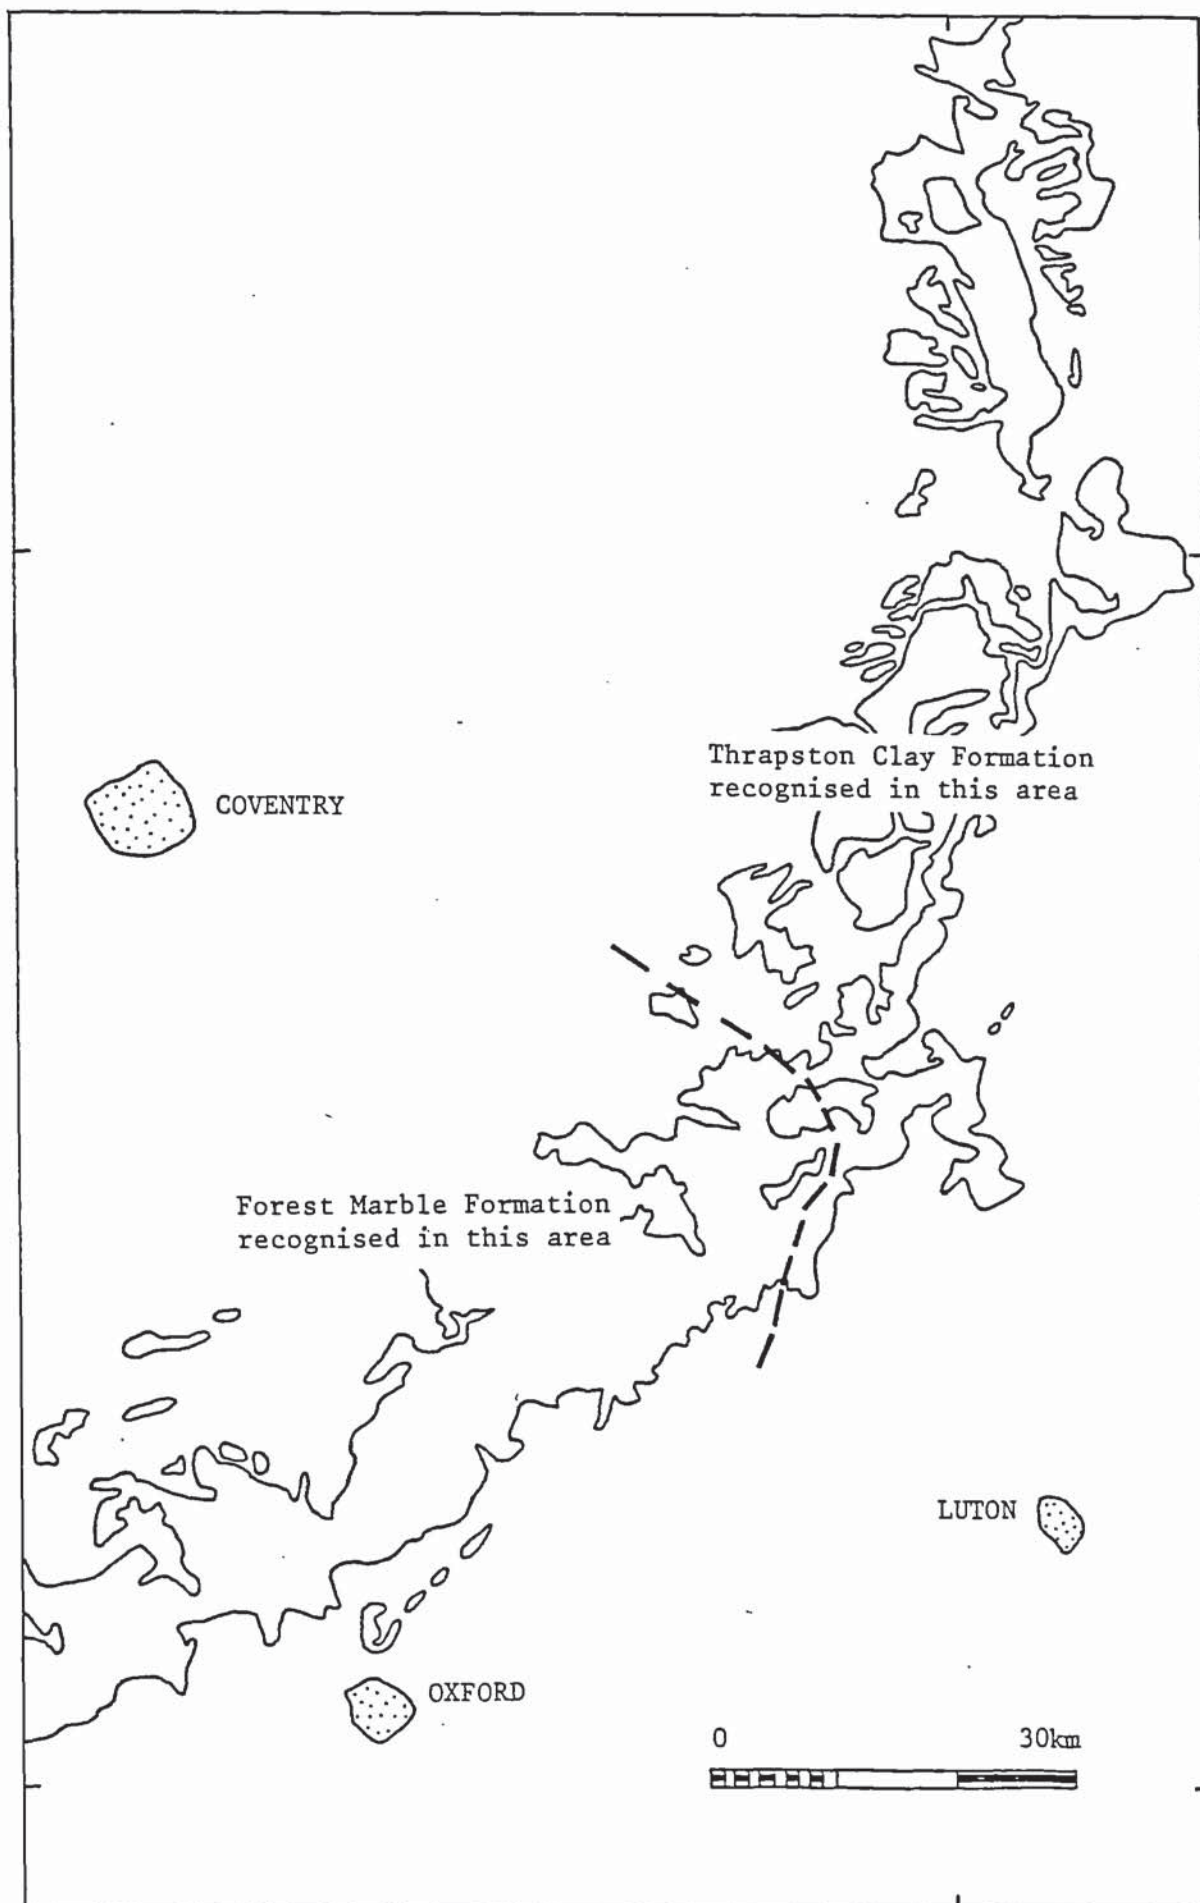 Thrapston Clay Formation
recognised in this area
COVENTRY
Forest Marble Formation
recognised in this area
LUTON
OXFORD
0 30km